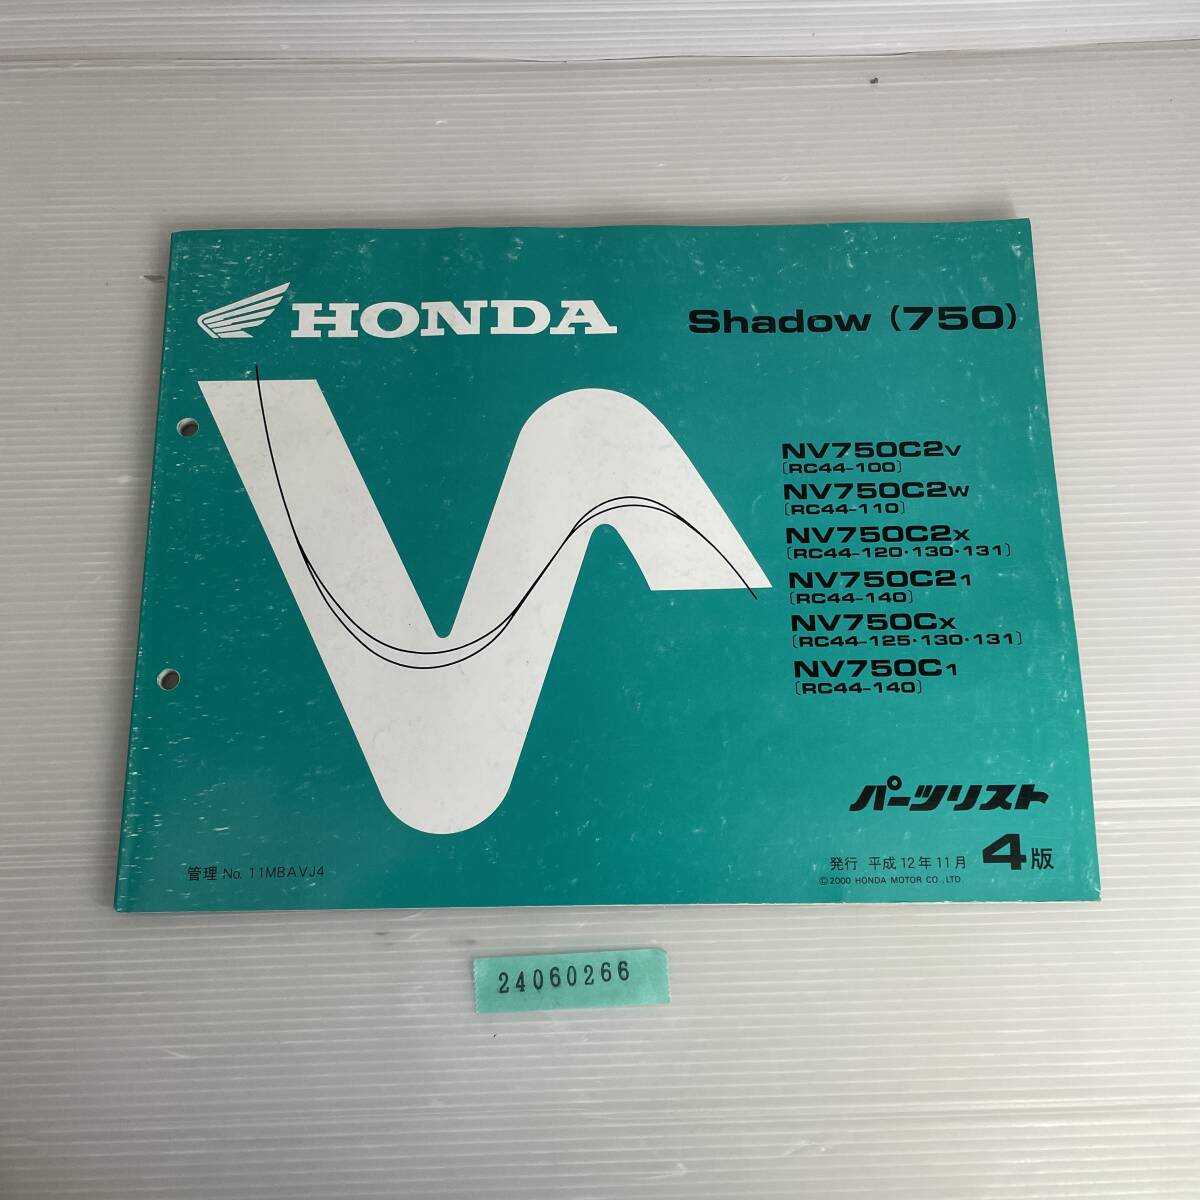 HONDA
Shadow (750)
NV750C2V
〔RC44-100〕
NV750C2W
〔RC44-110〕
NV750C2X
〔RC44-120・130・131〕
NV750C21
〔RC44-140〕
NV750CX
〔RC44-125・130・131〕
NV750C1
〔RC44-140〕
パーツリスト
管理 No. 11MBAVJ4
発行 平成12年11月 4版
©2000 HONDA MOTOR CO., LTD.
24060266